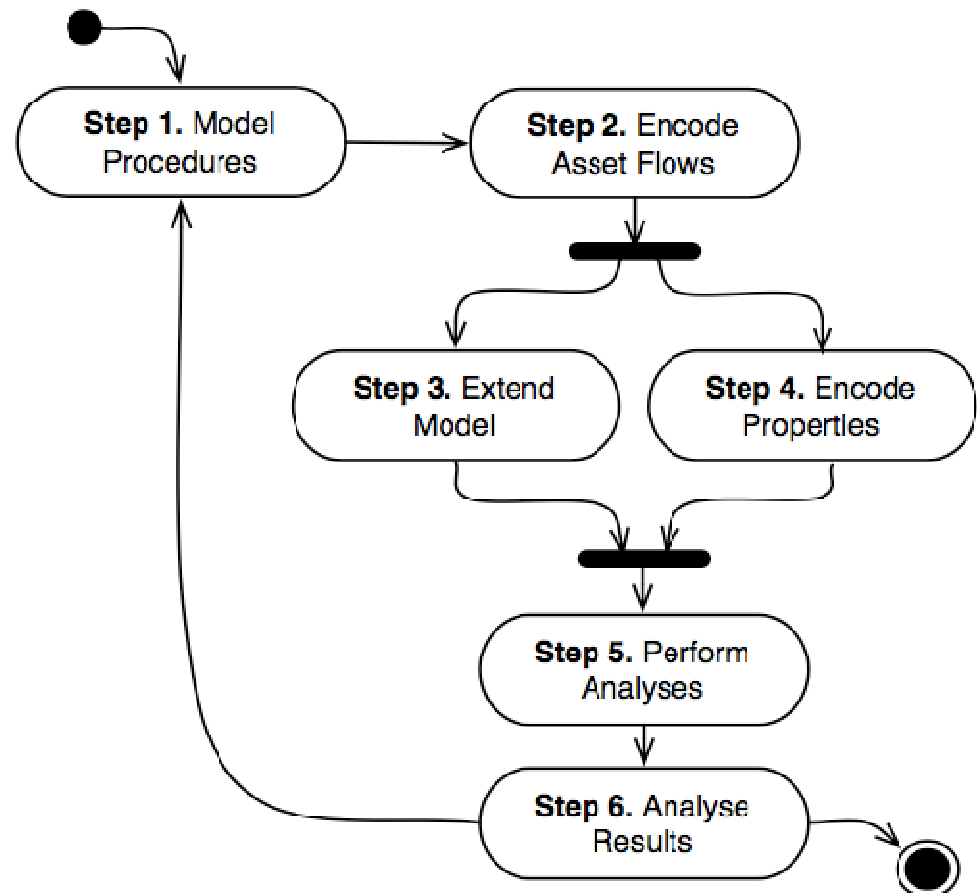 Step 1. Model
Procedures
Step 2. Encode
Asset Flows
Step 3. Extend
Model
Step 4. Encode
Properties
Step 5. Perform
Analyses
Step 6. Analyse
Results